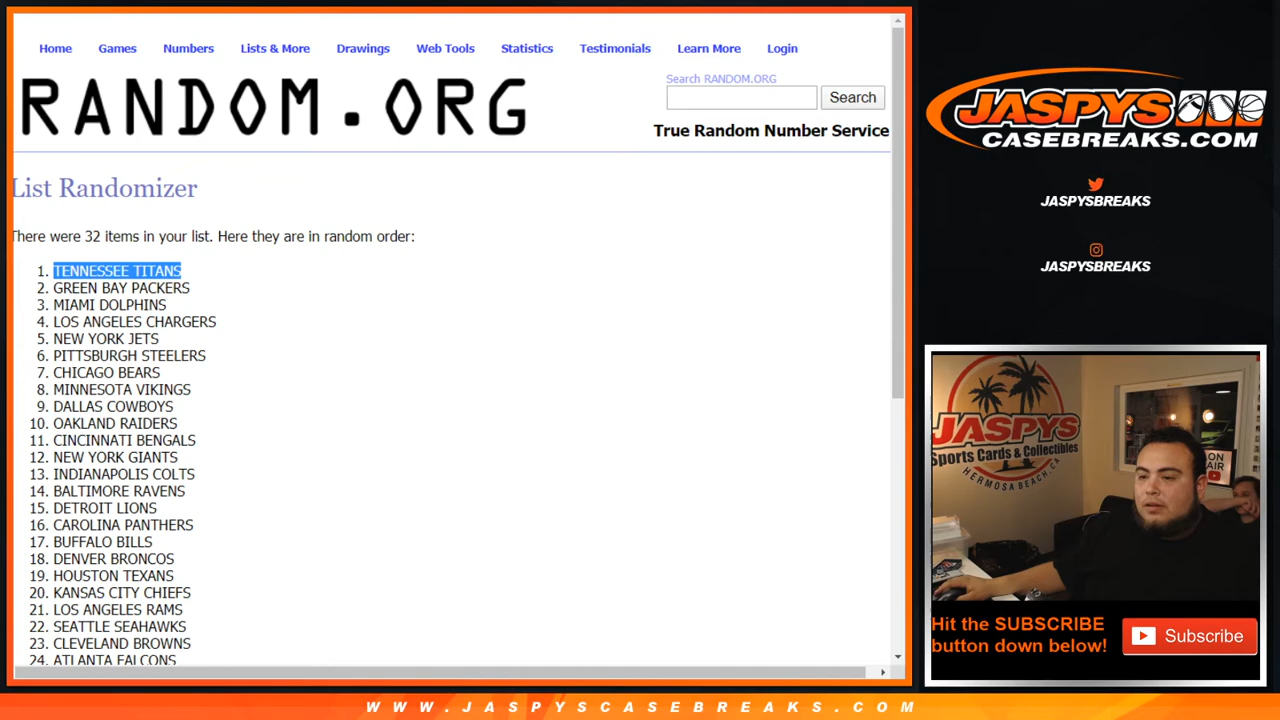 Home Games Numbers Lists & More Drawings Web Tools Statistics Testimonials Learn More Login
RANDOM.ORG
Search RANDOM.ORG
Search
True Random Number Service
List Randomizer
There were 32 items in your list. Here they are in random order:
1. TENNESSEE TITANS
2. GREEN BAY PACKERS
3. MIAMI DOLPHINS
4. LOS ANGELES CHARGERS
5. NEW YORK JETS
6. PITTSBURGH STEELERS
7. CHICAGO BEARS
8. MINNESOTA VIKINGS
9. DALLAS COWBOYS
10. OAKLAND RAIDERS
11. CINCINNATI BENGALS
12. NEW YORK GIANTS
13. INDIANAPOLIS COLTS
14. BALTIMORE RAVENS
15. DETROIT LIONS
16. CAROLINA PANTHERS
17. BUFFALO BILLS
18. DENVER BRONCOS
19. HOUSTON TEXANS
20. KANSAS CITY CHIEFS
21. LOS ANGELES RAMS
22. SEATTLE SEAHAWKS
23. CLEVELAND BROWNS
24. ATLANTA FALCONS
JASPYS
CASEBREAKS.COM
JASPYSBREAKS
JASPYSBREAKS
JASPYS
Sports Cards & Collectibles
HERMOSA BEACH, CA
ON
AIR
Hit the SUBSCRIBE
button down below!
Subscribe
WWW.JASPYSCASEBREAKS.COM